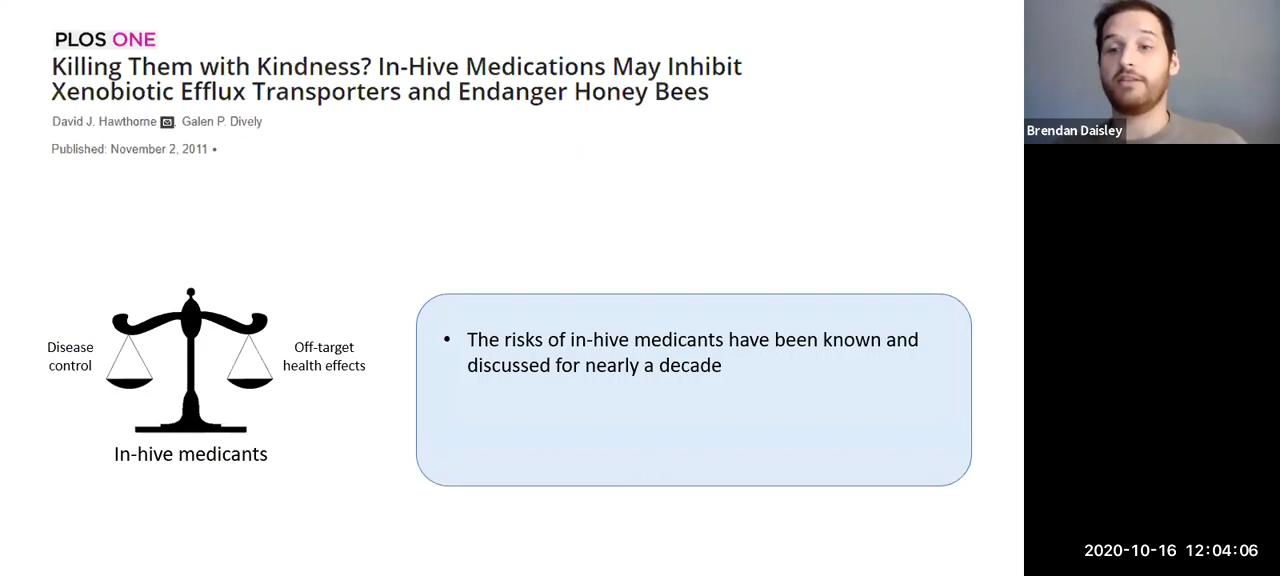 PLOS ONE
Killing Them with Kindness? In-Hive Medications May Inhibit
Xenobiotic Efflux Transporters and Endanger Honey Bees
David J. Hawthorne, Galen P. Dively
Published: November 2, 2011 •
Brendan Daisley
Disease
control
Off-target
health effects
In-hive medicants
• The risks of in-hive medicants have been known and
discussed for nearly a decade
2020-10-16 12:04:06